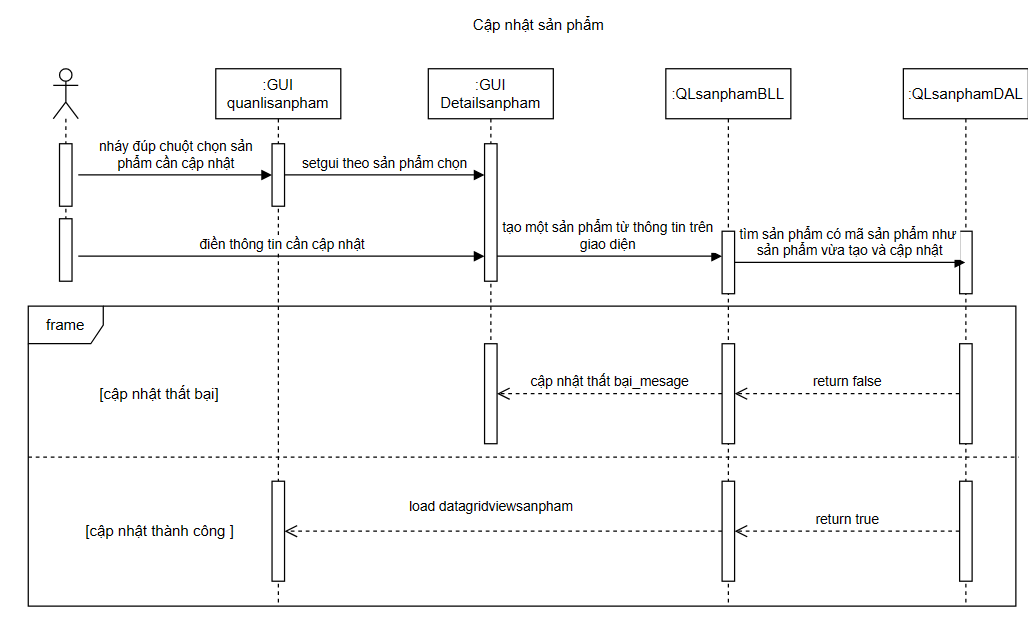 Cập nhật sản phẩm
:GUI
quanlisanpham
:GUI
Detailsanpham
:QLsanphamBLL
:QLsanphamDAL
nháy đúp chuột chọn sản
phẩm cần cập nhật
setgui theo sản phẩm chọn
điền thông tin cần cập nhật
tạo một sản phẩm từ thông tin trên
giao diện
tìm sản phẩm có mã sản phẩm như
sản phẩm vừa tạo và cập nhật
frame
[cập nhật thất bại]
cập nhật thất bại_mesage
return false
[cập nhật thành công ]
load datagridviewsanpham
return true